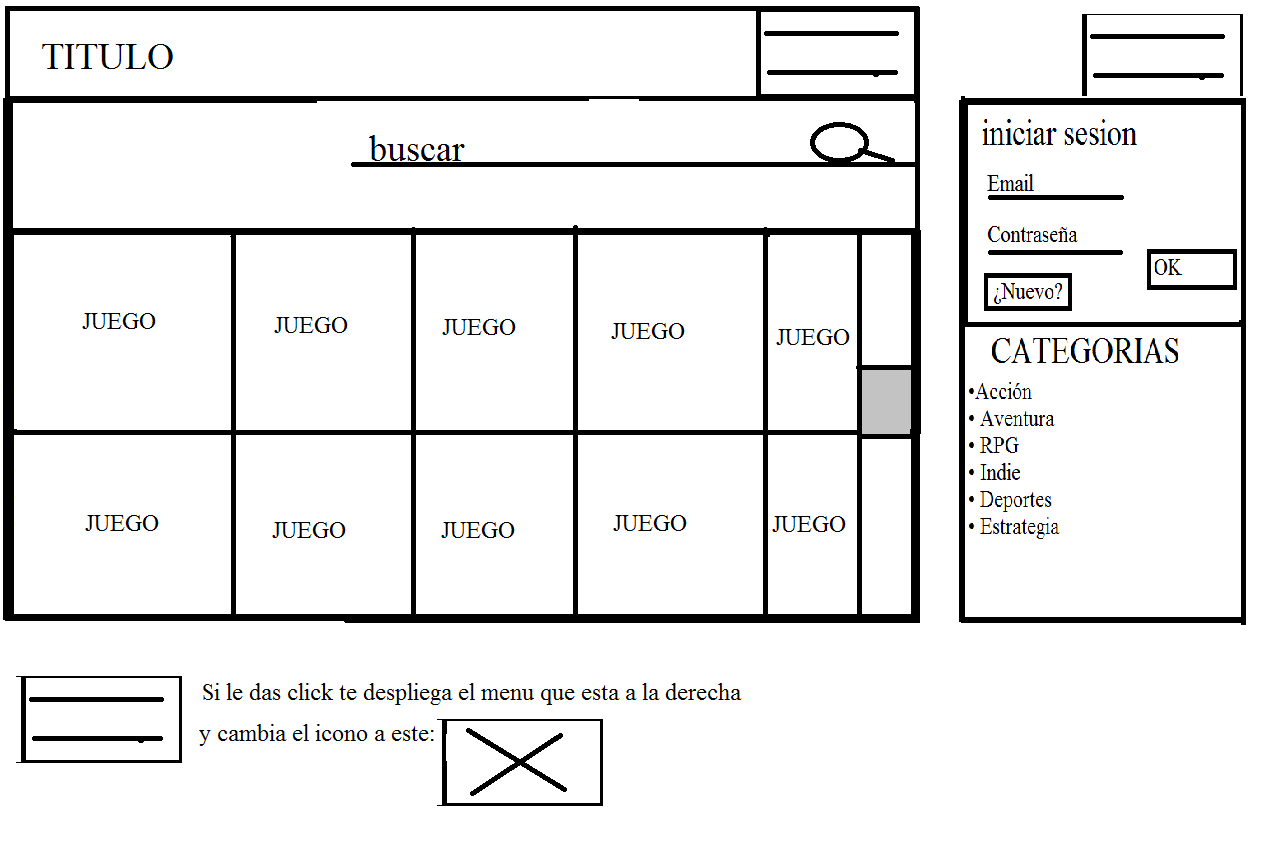 TITULO
buscar
JUEGO
JUEGO
JUEGO
JUEGO
JUEGO
JUEGO
JUEGO
JUEGO
JUEGO
JUEGO
iniciar sesion
Email
Contraseña
OK
¿Nuevo?
CATEGORIAS
•Acción
• Aventura
• RPG
• Indie
• Deportes
• Estrategia
Si le das click te despliega el menu que esta a la derecha
y cambia el icono a este: